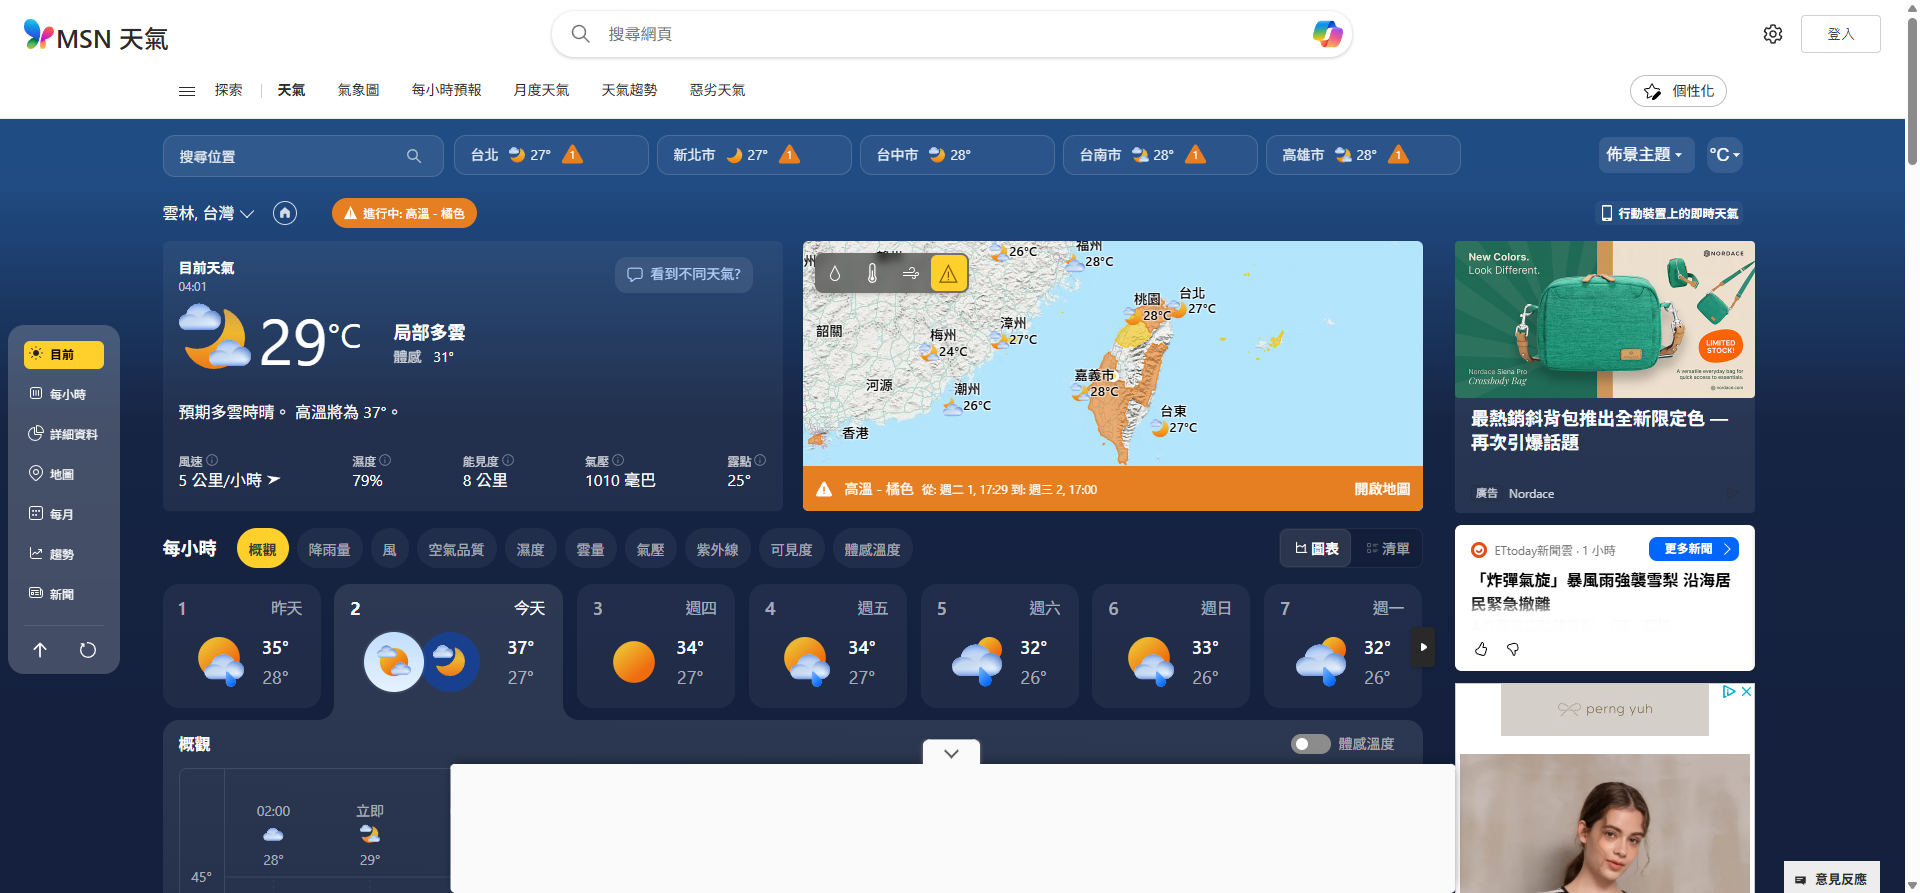 MSN 天氣
搜尋網頁
登入
探索
天氣
氣象圖
每小時預報
月度天氣
天氣趨勢
惡劣天氣
個性化
搜尋位置
台北 27° 1
新北市 27° 1
台中市 28°
台南市 28° 1
高雄市 28° 1
佈景主題
°C
雲林, 台灣
進行中: 高溫 - 橘色
行動裝置上的即時天氣
目前天氣
04:01
看到不同天氣?
29°C
局部多雲
體感 31°
預期多雲時晴。 高溫將為 37°。
風速
5 公里/小時
濕度
79%
能見度
8 公里
氣壓
1010 毫巴
露點
25°
26°C
福州
28°C
州
韶關
梅州
24°C
漳州
27°C
河源
潮州
26°C
香港
桃園
28°C
台北
27°C
嘉義市
28°C
台東
27°C
高溫 - 橘色 從: 週二 1, 17:29 到: 週三 2, 17:00
開啟地圖
New Colors.
Look Different.
NORDACE
LIMITED
STOCK!
Nordace Siena Pro
Crossbody Bag
A versatile everyday bag for
quick access to essentials.
nordace.com
最熱銷斜背包推出全新限定色 —
再次引爆話題
廣告 Nordace
目前
每小時
詳細資料
地圖
每月
趨勢
新聞
每小時
概觀
降雨量
風
空氣品質
濕度
雲量
氣壓
紫外線
可見度
體感溫度
圖表
清單
1 昨天
35°
28°
2 今天
37°
27°
3 週四
34°
27°
4 週五
34°
27°
5 週六
32°
26°
6 週日
33°
26°
7 週一
32°
26°
ETtoday新聞雲 · 1 小時
更多新聞
「炸彈氣旋」暴風雨強襲雪梨 沿海居
民緊急撤離
perng yuh
概觀
體感溫度
02:00
28°
立即
29°
45°
意見反應